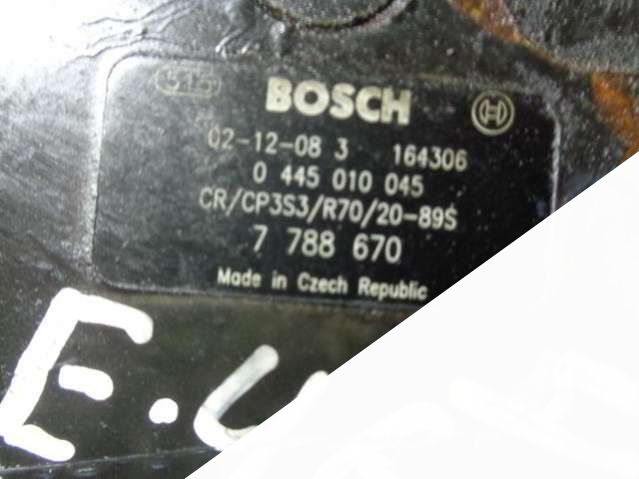 515
BOSCH
02-12-08 3 164306
0 445 010 045
CR/CP3S3/R70/20-89S
7 788 670
Made in Czech Republic
E.